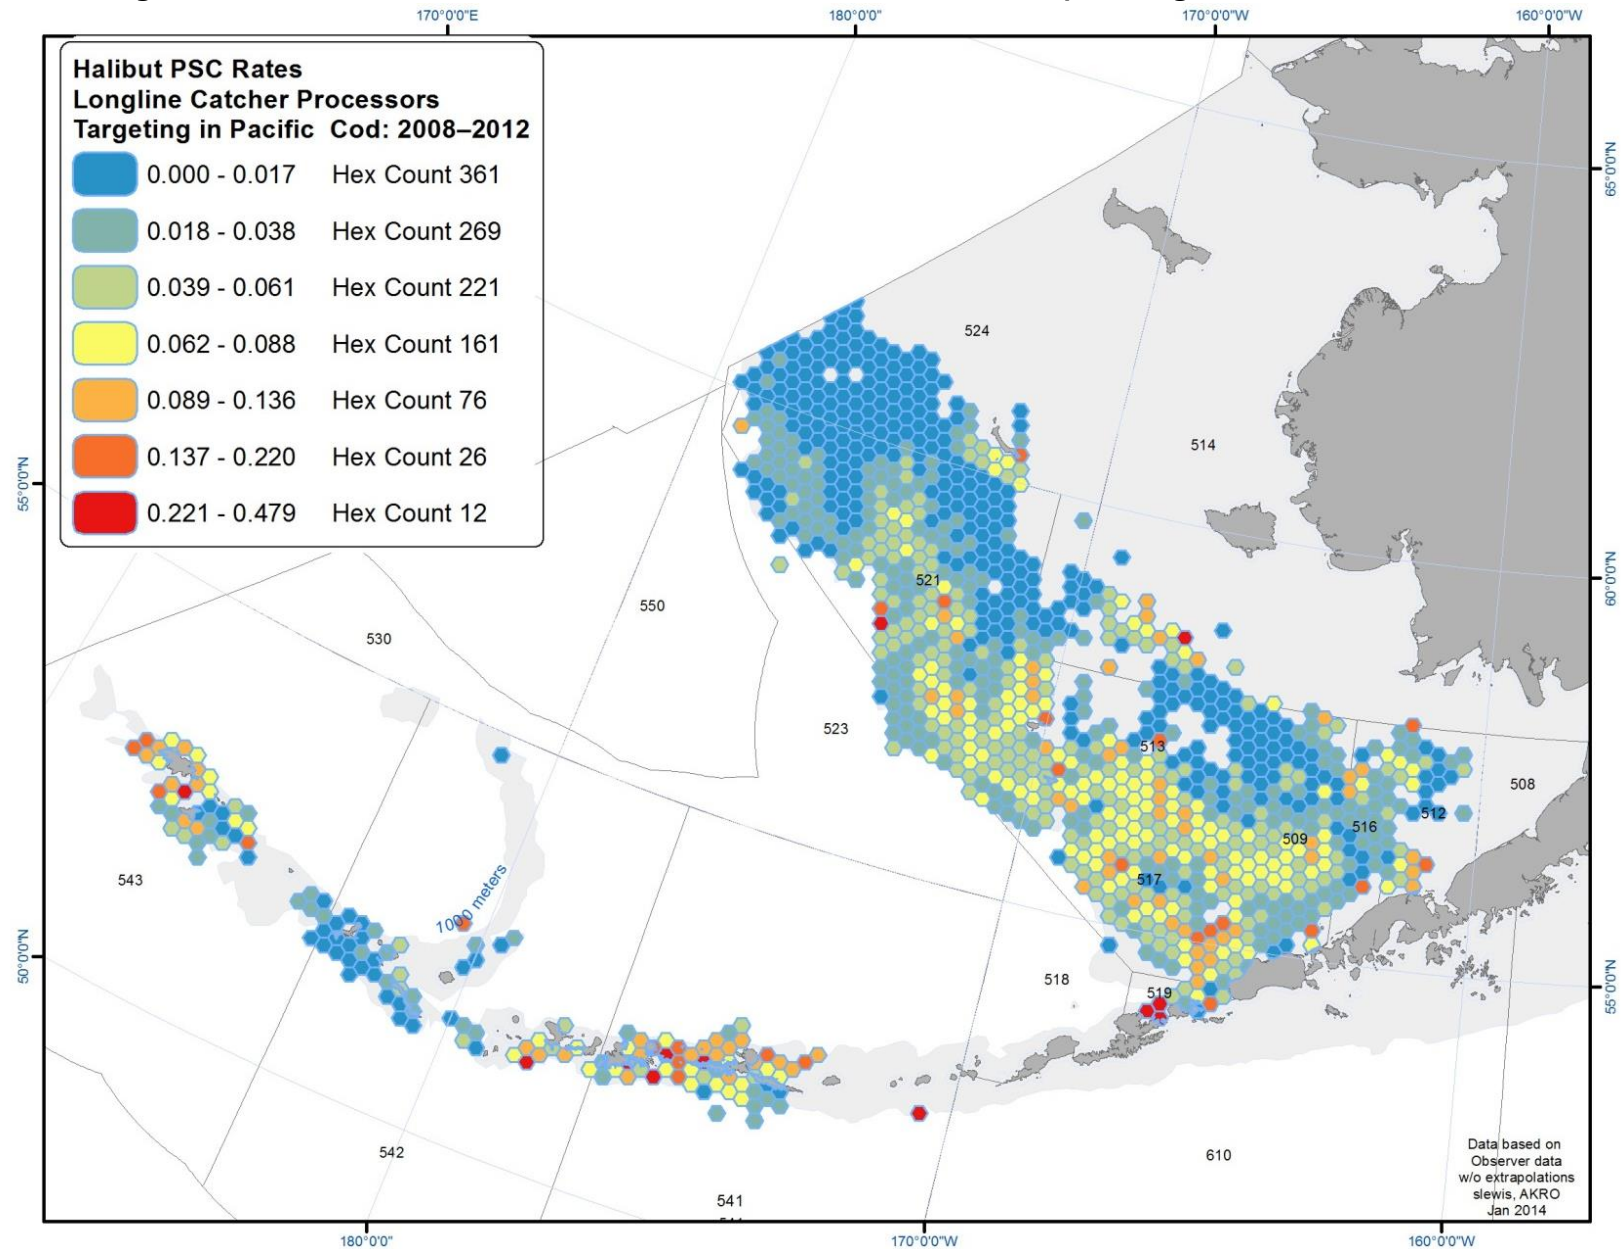 170°0'0"E
180°0'0"
170°0'0"W
160°0'0"W
Halibut PSC Rates
Longline Catcher Processors
Targeting in Pacific Cod: 2008–2012
0.000 - 0.017 Hex Count 361
0.018 - 0.038 Hex Count 269
0.039 - 0.061 Hex Count 221
0.062 - 0.088 Hex Count 161
0.089 - 0.136 Hex Count 76
0.137 - 0.220 Hex Count 26
0.221 - 0.479 Hex Count 12
65°0'0"N
524
514
55°0'0"N
521
60°0'0"N
550
530
523
513
508
512
516
509
517
543
1000 meters
50°0'0"N
518
519
55°0'0"N
542
610
541
Data based on
Observer data
w/o extrapolations
slewis, AKRO
Jan 2014
180°0'0"
170°0'0"W
160°0'0"W